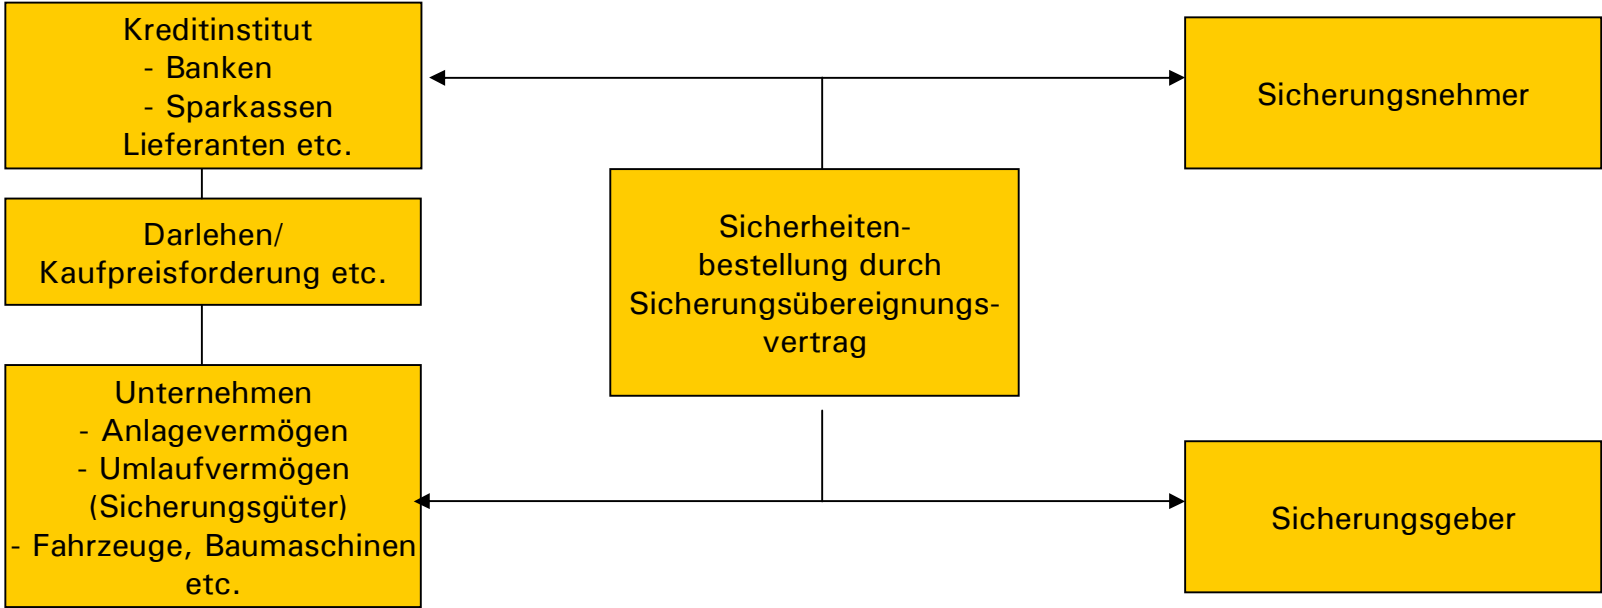 Kreditinstitut
- Banken
- Sparkassen
Lieferanten etc.
Sicherungsnehmer
Darlehen/
Kaufpreisforderung etc.
Sicherheiten-
bestellung durch
Sicherungsübereignungs-
vertrag
Unternehmen
- Anlagevermögen
- Umlaufvermögen
(Sicherungsgüter)
- Fahrzeuge, Baumaschinen
etc.
Sicherungsgeber